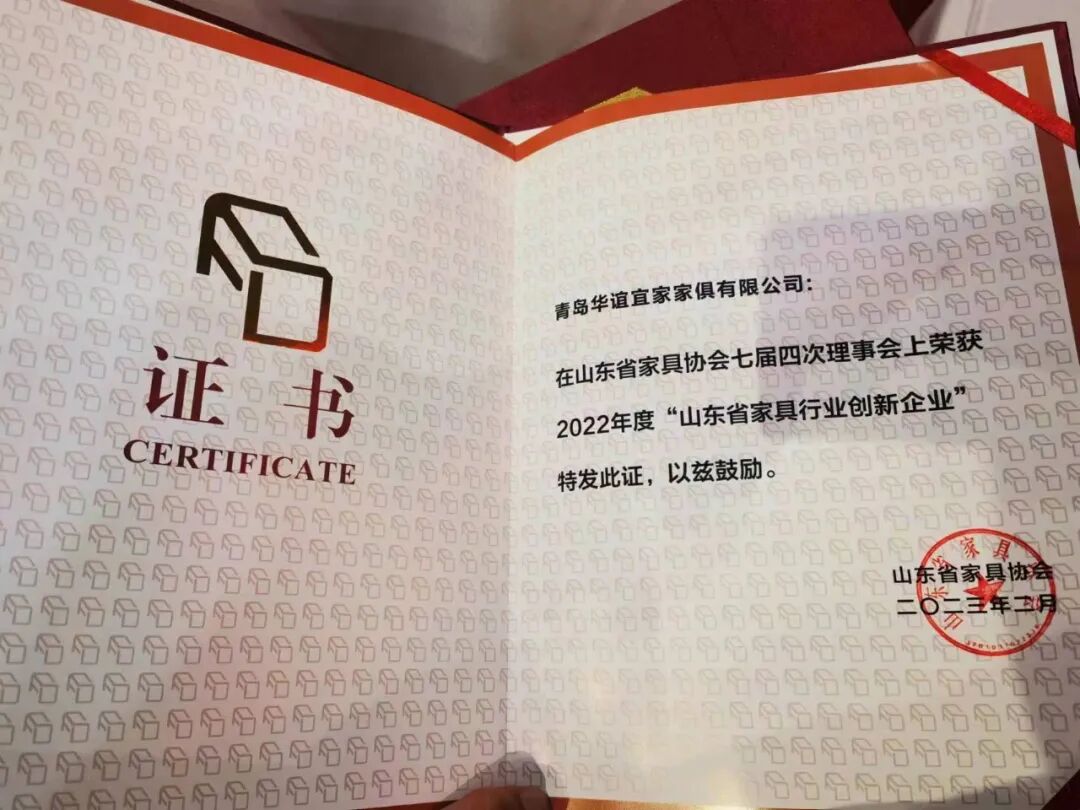 证书
CERTIFICATE
青岛华谊宜家家俱有限公司：
在山东省家具协会七届四次理事会上荣获
2022年度“山东省家具行业创新企业”
特发此证，以兹鼓励。
山东省家具协会
二〇二三年二月